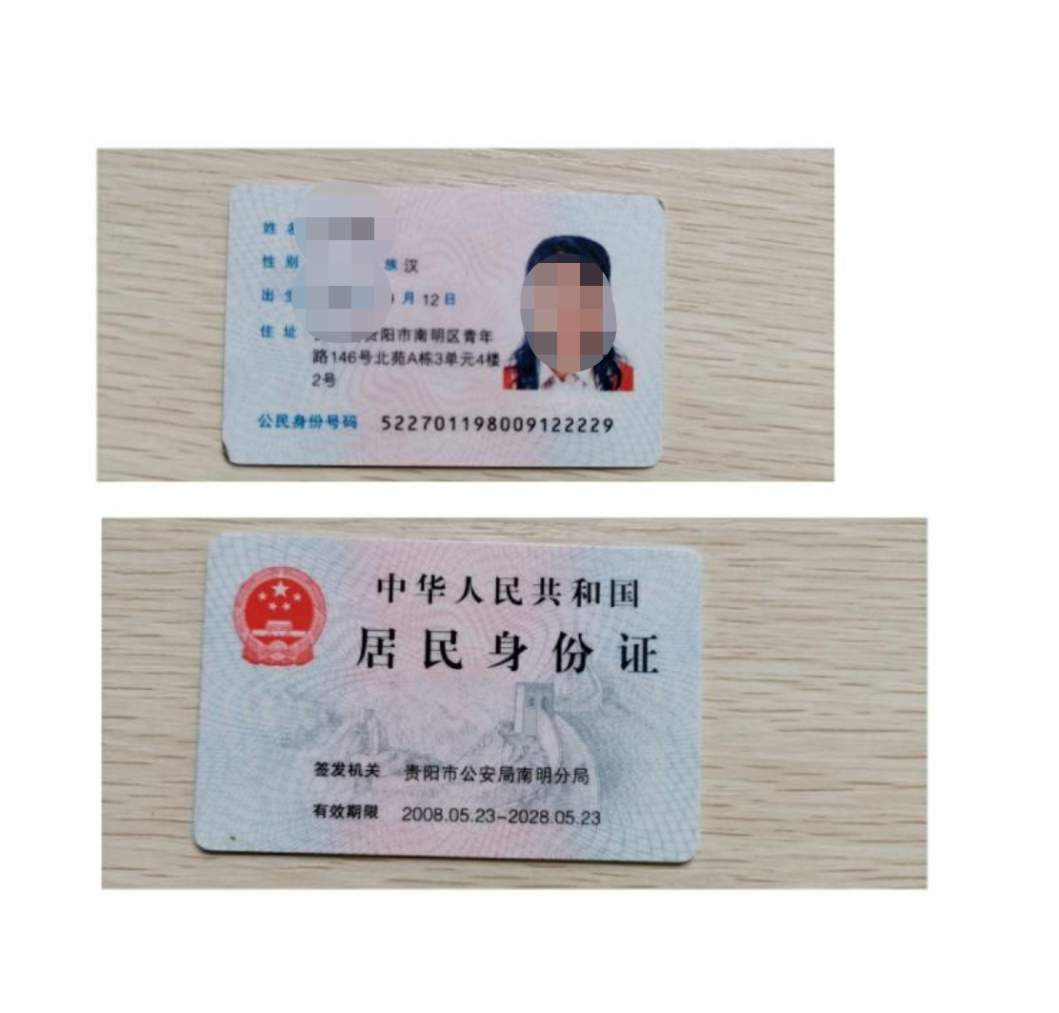 姓 名
性 别 族 汉
出 生 月 12 日
住 址 贵阳市南明区青年
路146号北苑A栋3单元4楼
2号
公民身份号码 522701198009122229
中华人民共和国
居民身份证
签发机关 贵阳市公安局南明分局
有效期限 2008.05.23-2028.05.23